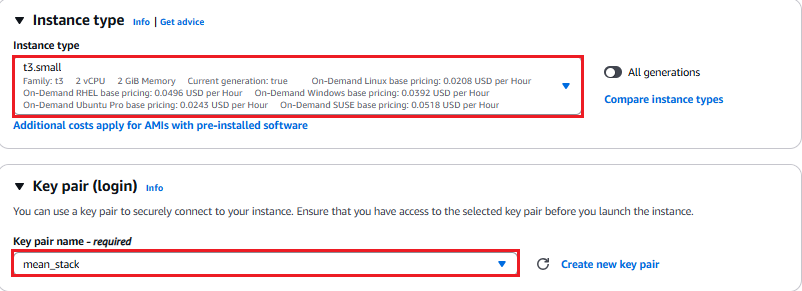 Instance type Info | Get advice
Instance type
t3.small
Family: t3 2 vCPU 2 GiB Memory Current generation: true On-Demand Linux base pricing: 0.0208 USD per Hour
On-Demand RHEL base pricing: 0.0496 USD per Hour On-Demand Windows base pricing: 0.0392 USD per Hour
On-Demand Ubuntu Pro base pricing: 0.0243 USD per Hour On-Demand SUSE base pricing: 0.0518 USD per Hour
All generations
Compare instance types
Additional costs apply for AMIs with pre-installed software
Key pair (login) Info
You can use a key pair to securely connect to your instance. Ensure that you have access to the selected key pair before you launch the instance.
Key pair name - required
mean_stack
Create new key pair